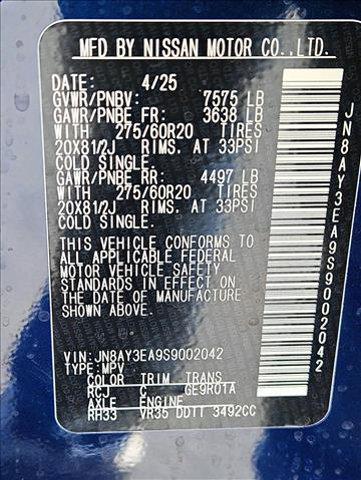 MFD BY NISSAN MOTOR CO.,LTD.
DATE: 4/25
GVWR/PNBV: 7575 LB
GAWR/PNBE FR: 3638 LB
WITH 275/60R20 TIRES
20X81/2J RIMS. AT 33PSI
COLD SINGLE.
GAWR/PNBE RR: 4497 LB
WITH 275/60R20 TIRES
20X81/2J RIMS. AT 33PSI
COLD SINGLE.
THIS VEHICLE CONFORMS TO
ALL APPLICABLE FEDERAL
MOTOR VEHICLE SAFETY
STANDARDS IN EFFECT ON
THE DATE OF MANUFACTURE
SHOWN ABOVE.
VIN: JN8AY3EA9S9002042
TYPE: MPV
COLOR TRIM TRANS
RCJ C GE9R01A
AXLE ENGINE
RH33 VR35 DDTT 3492CC
JN8AY3EA9S9002042